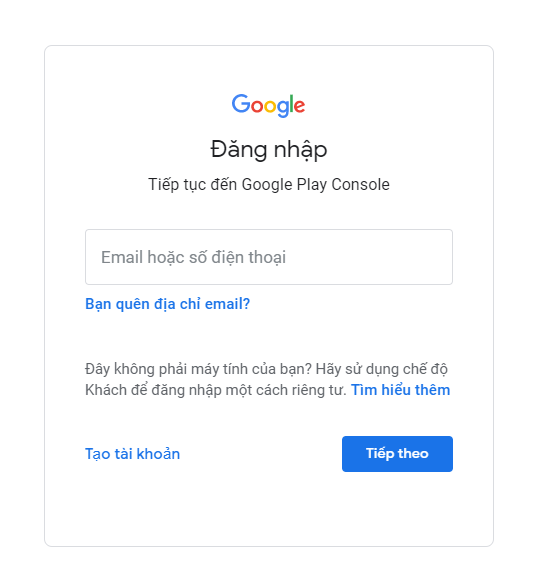 Google
Đăng nhập
Tiếp tục đến Google Play Console
Email hoặc số điện thoại
Bạn quên địa chỉ email?
Đây không phải máy tính của bạn? Hãy sử dụng chế độ
Khách để đăng nhập một cách riêng tư. Tìm hiểu thêm
Tạo tài khoản
Tiếp theo